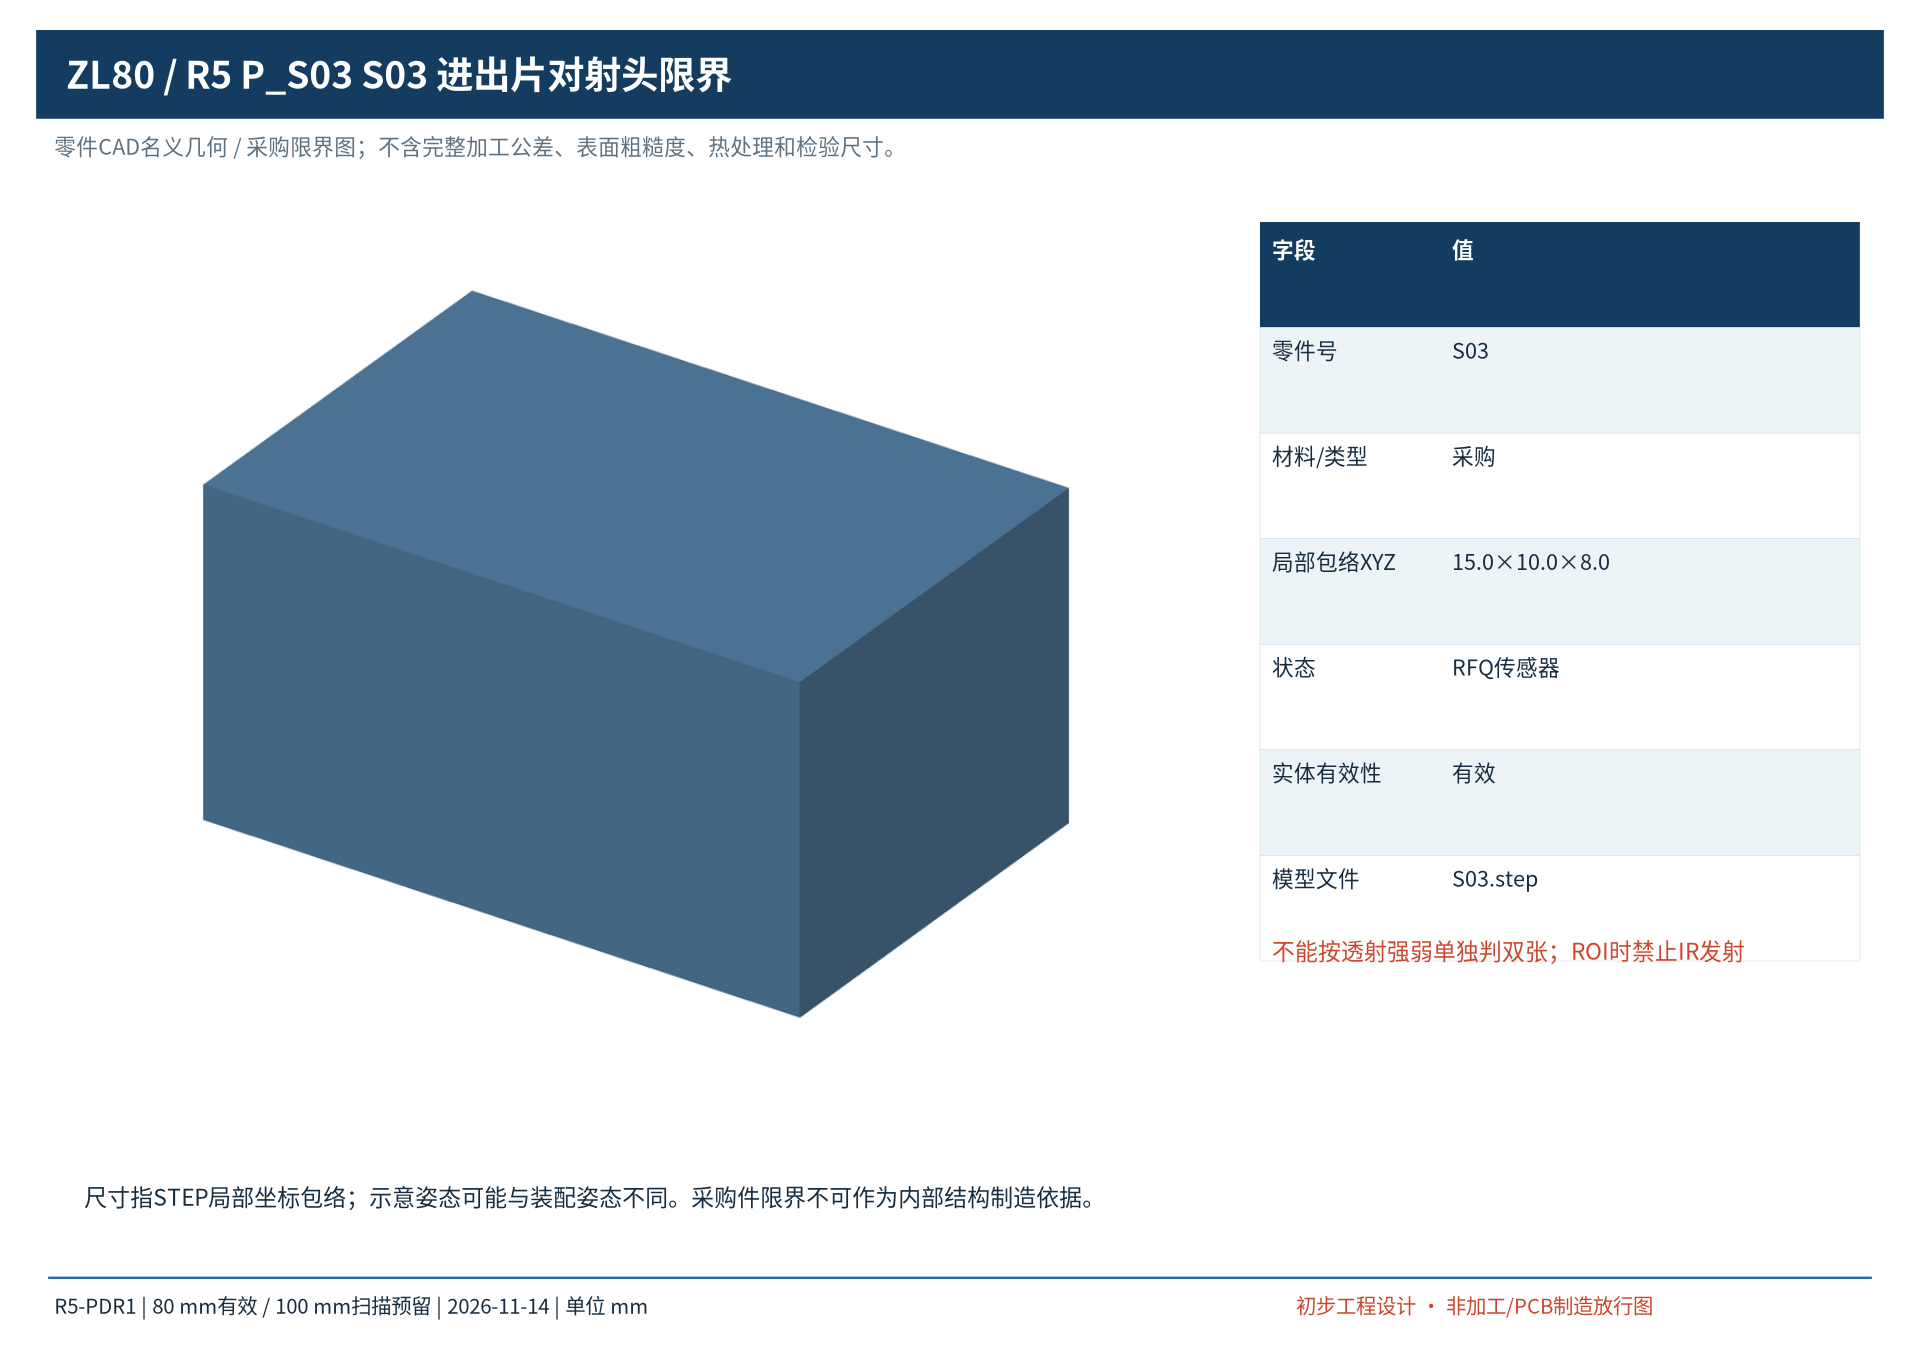 ZL80 / R5 P_S03 S03 进出片对射头限界
零件CAD名义几何 / 采购限界图；不含完整加工公差、表面粗糙度、热处理和检验尺寸。
字段 值
零件号 S03
材料/类型 采购
局部包络XYZ 15.0×10.0×8.0
状态 RFQ传感器
实体有效性 有效
模型文件 S03.step
不能按透射强弱单独判双张；ROI时禁止IR发射
尺寸指STEP局部坐标包络；示意姿态可能与装配姿态不同。采购件限界不可作为内部结构制造依据。
R5-PDR1 | 80 mm有效 / 100 mm扫描预留 | 2026-11-14 | 单位 mm
初步工程设计 · 非加工/PCB制造放行图